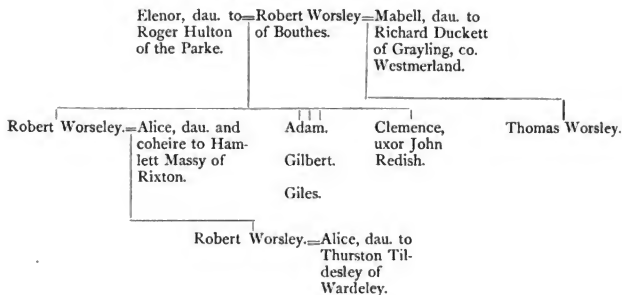 Elenor, dau. to=Robert Worsley=Mabell, dau. to
Roger Hulton of Bouthes. Richard Duckett
of the Parke. of Grayling, co.
Westmerland.
Robert Worseley.=Alice, dau. and Adam. Clemence, Thomas Worsley.
coheire to Ham- uxor John
lett Massy of Gilbert. Redish.
Rixton.
Giles.
Robert Worsley.=Alice, dau. to
Thurston Til-
desley of
Wardeley.